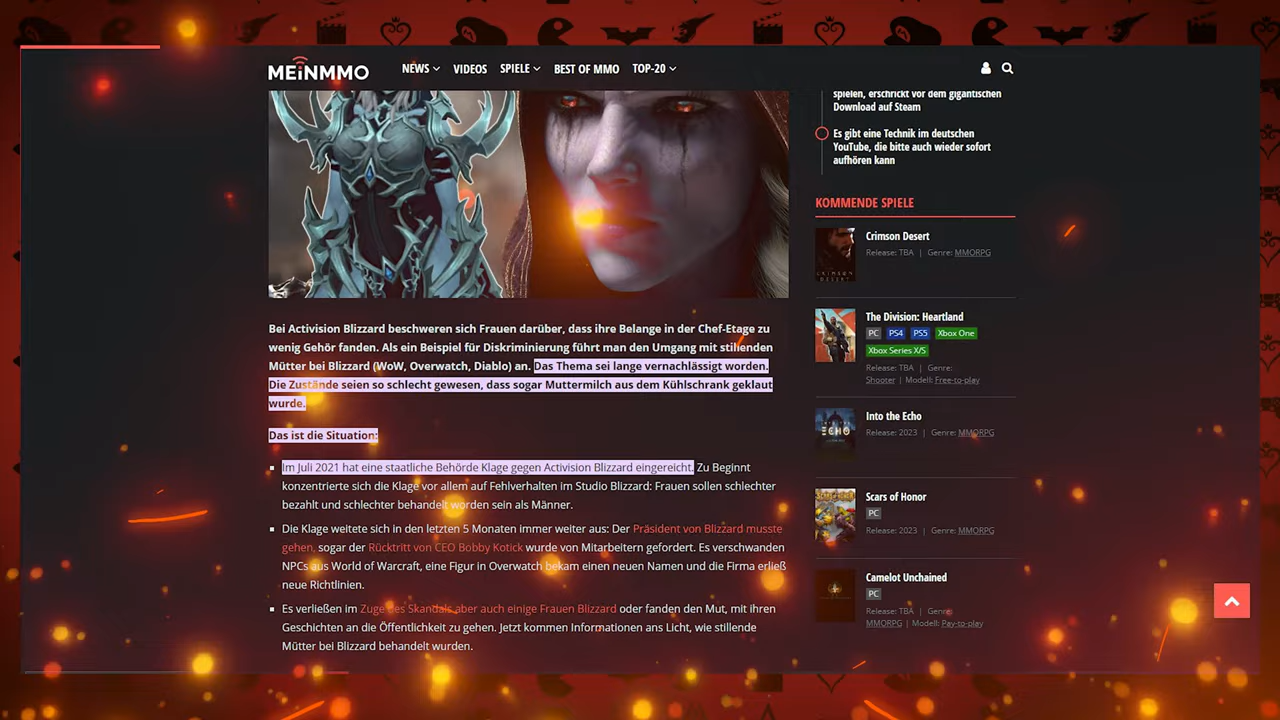 MEiNMMO
NEWS
VIDEOS
SPIELE
BEST OF MMO
TOP-20
Bei Activision Blizzard beschweren sich Frauen darüber, dass ihre Belange in der Chef-Etage zu
wenig Gehör fanden. Als ein Beispiel für Diskriminierung führt man den Umgang mit stillenden
Mütter bei Blizzard (WoW, Overwatch, Diablo) an. Das Thema sei lange vernachlässigt worden.
Die Zustände seien so schlecht gewesen, dass sogar Muttermilch aus dem Kühlschrank geklaut
wurde.
Das ist die Situation:
Im Juli 2021 hat eine staatliche Behörde Klage gegen Activision Blizzard eingereicht. Zu Beginnt
konzentrierte sich die Klage vor allem auf Fehlverhalten im Studio Blizzard: Frauen sollen schlechter
bezahlt und schlechter behandelt worden sein als Männer.
Die Klage weitete sich in den letzten 5 Monaten immer weiter aus: Der Präsident von Blizzard musste
gehen, sogar der Rücktritt von CEO Bobby Kotick wurde von Mitarbeitern gefordert. Es verschwanden
NPCs aus World of Warcraft, eine Figur in Overwatch bekam einen neuen Namen und die Firma erließ
neue Richtlinien.
Es verließen im Zuge des Skandals aber auch einige Frauen Blizzard oder fanden den Mut, mit ihren
Geschichten an die Öffentlichkeit zu gehen. Jetzt kommen Informationen ans Licht, wie stillende
Mütter bei Blizzard behandelt wurden.
spielen, erschrickt vor dem gigantischen
Download auf Steam
Es gibt eine Technik im deutschen
YouTube, die bitte auch wieder sofort
aufhören kann
KOMMENDE SPIELE
Crimson Desert
Release: TBA | Genre: MMORPG
The Division: Heartland
PC PS4 PS5 Xbox One
Xbox Series X/S
Release: TBA | Genre:
Shooter | Modell: Free-to-play
Into the Echo
Release: 2023 | Genre: MMORPG
ECHO
Scars of Honor
PC
Release: 2023 | Genre: MMORPG
Camelot Unchained
PC
Release: TBA | Genre:
MMORPG | Modell: Pay-to-play